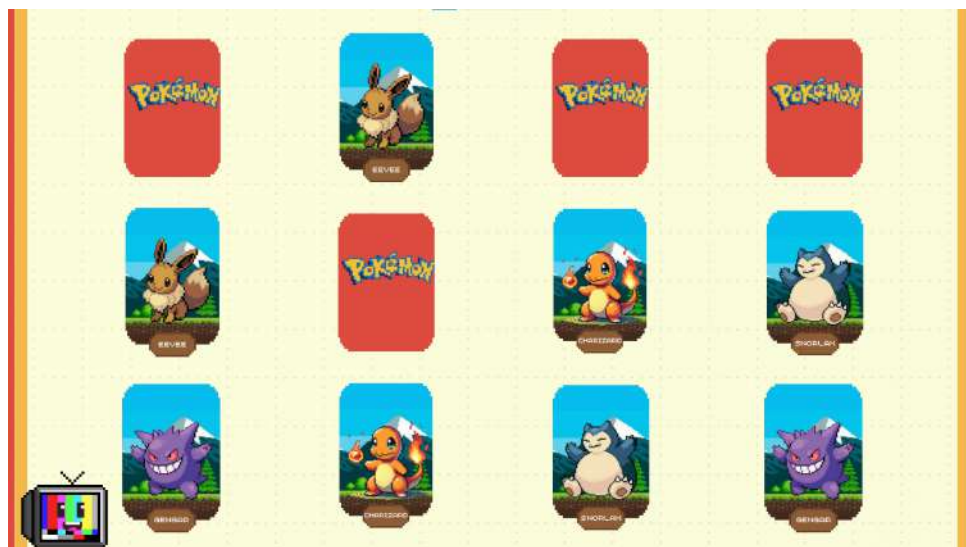 POKéMON
EEVEE
POKéMON
POKéMON
EEVEE
POKéMON
CHARIZARD
SNORLAX
GENGAR
CHARIZARD
SNORLAX
GENGAR